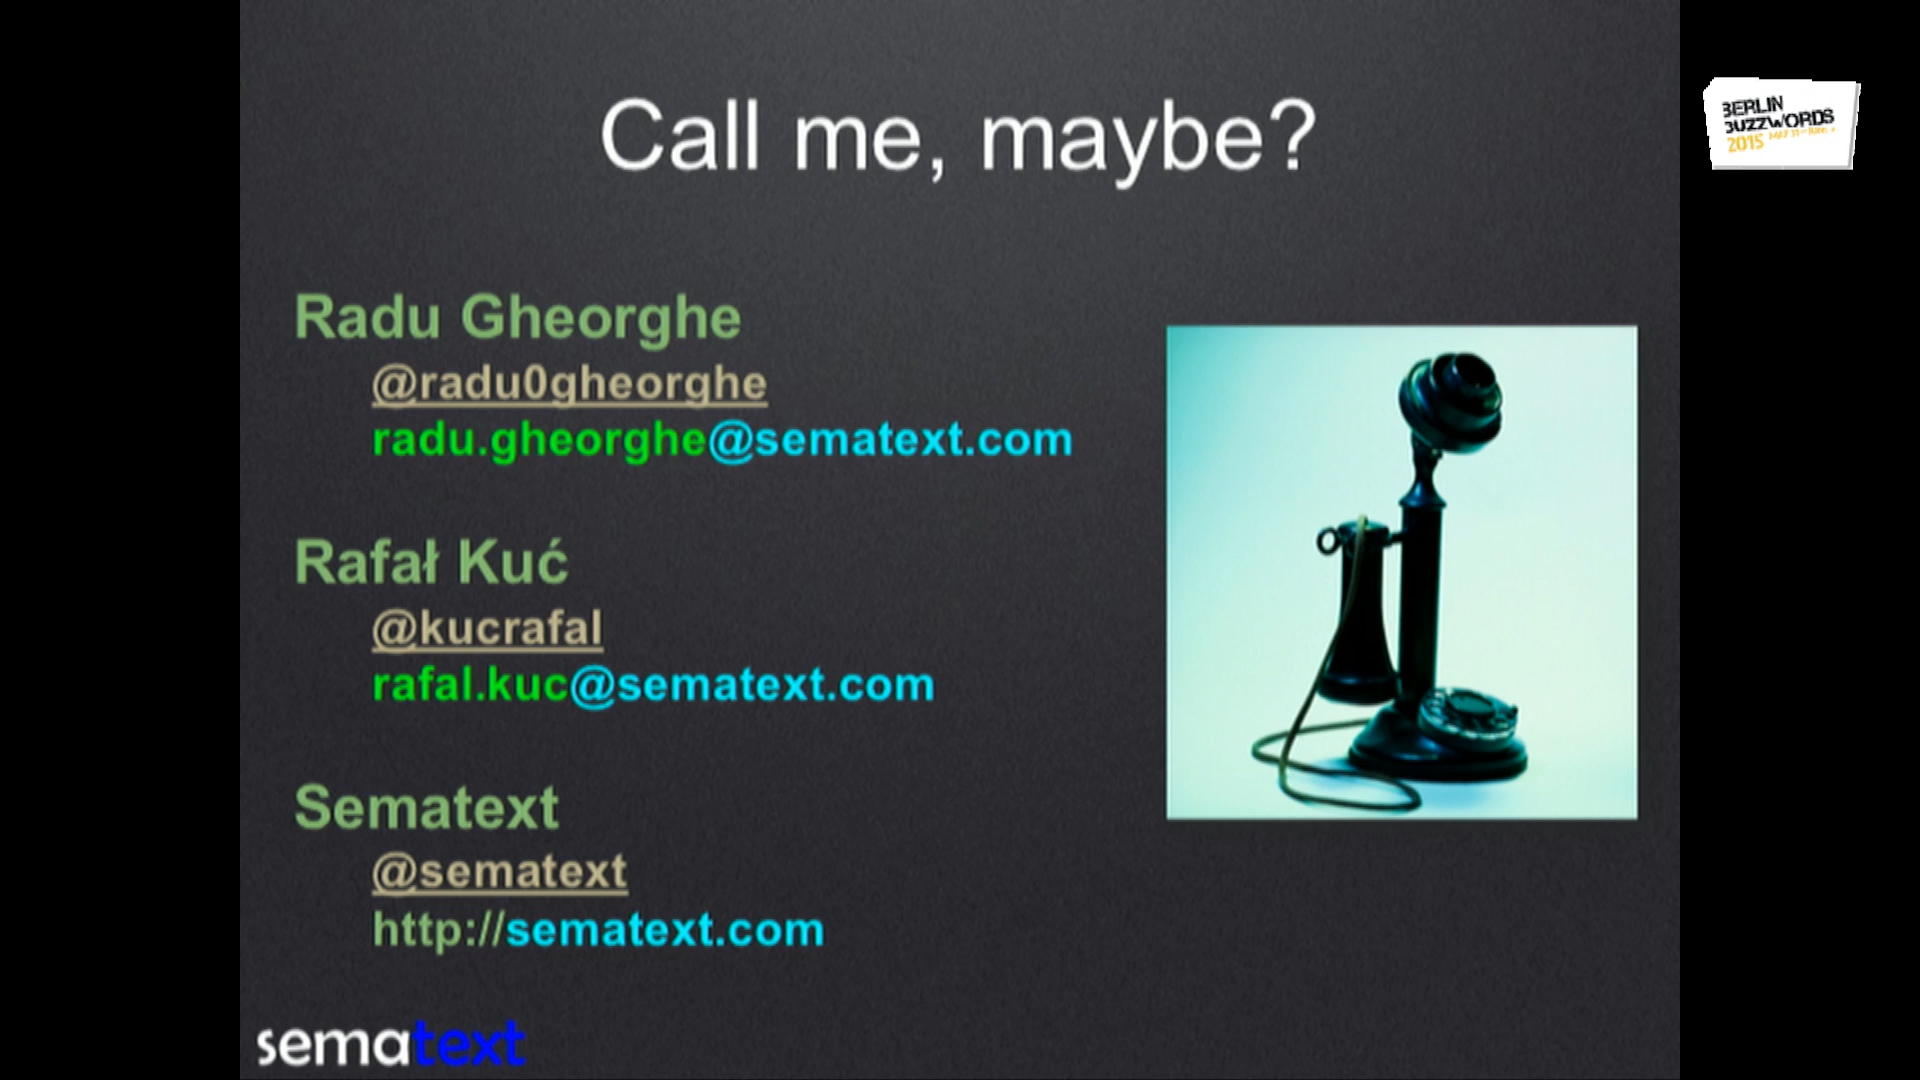 Call me, maybe?
Radu Gheorghe
@radu0gheorghe
radu.gheorghe@sematext.com
Rafał Kuć
@kucrafal
rafal.kuc@sematext.com
Sematext
@sematext
http://sematext.com
sematext
BERLIN
BUZZWORDS
2015